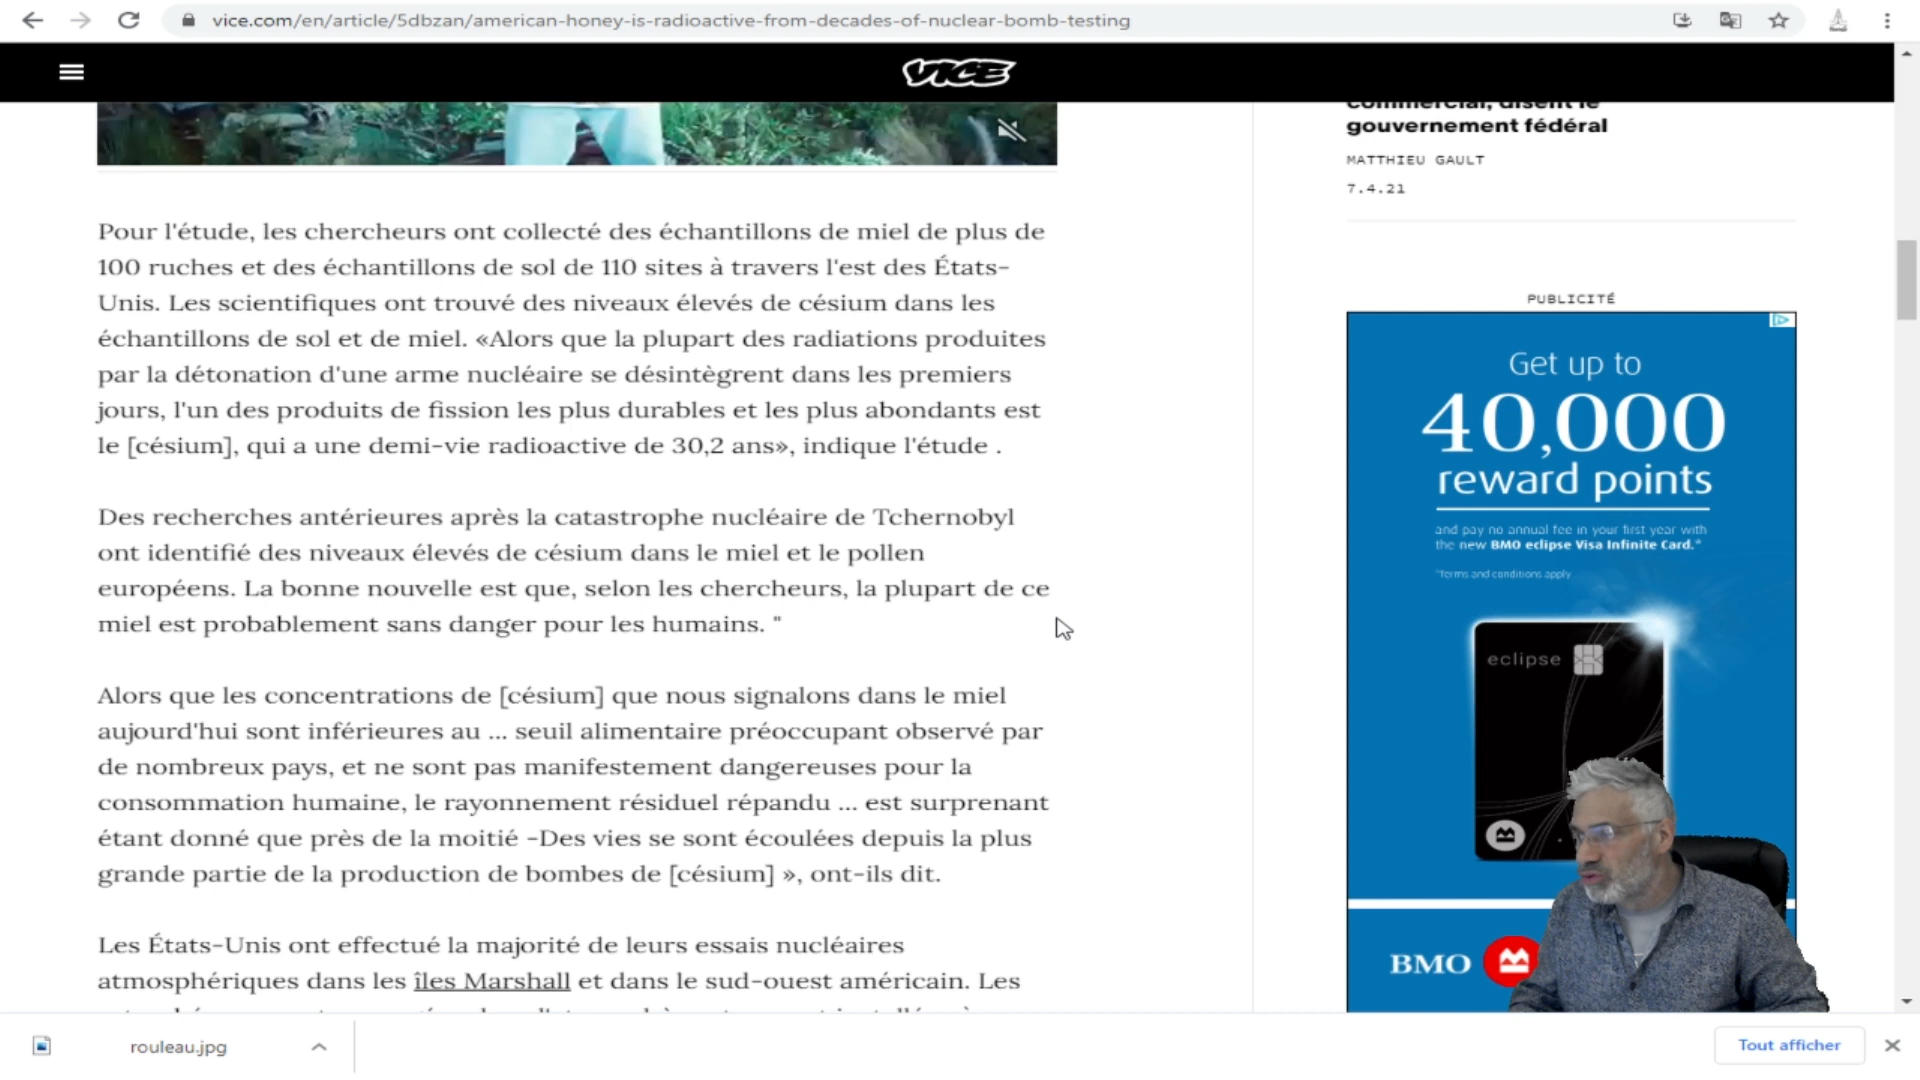 vice.com/en/article/5dbzan/american-honey-is-radioactive-from-decades-of-nuclear-bomb-testing
VICE
commercial, disent le
gouvernement fédéral
MATTHIEU GAULT
7.4.21
Pour l'étude, les chercheurs ont collecté des échantillons de miel de plus de
100 ruches et des échantillons de sol de 110 sites à travers l'est des États-
Unis. Les scientifiques ont trouvé des niveaux élevés de césium dans les
échantillons de sol et de miel. «Alors que la plupart des radiations produites
par la détonation d'une arme nucléaire se désintègrent dans les premiers
jours, l'un des produits de fission les plus durables et les plus abondants est
le [césium], qui a une demi-vie radioactive de 30,2 ans», indique l'étude .
Des recherches antérieures après la catastrophe nucléaire de Tchernobyl
ont identifié des niveaux élevés de césium dans le miel et le pollen
européens. La bonne nouvelle est que, selon les chercheurs, la plupart de ce
miel est probablement sans danger pour les humains. "
Alors que les concentrations de [césium] que nous signalons dans le miel
aujourd'hui sont inférieures au ... seuil alimentaire préoccupant observé par
de nombreux pays, et ne sont pas manifestement dangereuses pour la
consommation humaine, le rayonnement résiduel répandu ... est surprenant
étant donné que près de la moitié -Des vies se sont écoulées depuis la plus
grande partie de la production de bombes de [césium] », ont-ils dit.
Les États-Unis ont effectué la majorité de leurs essais nucléaires
atmosphériques dans les îles Marshall et dans le sud-ouest américain. Les
PUBLICITÉ
Get up to
40,000
reward points
and pay no annual fee in your first year with
the new BMO eclipse Visa Infinite Card.*
*Terms and conditions apply
eclipse
BMO
rouleau.jpg
Tout afficher